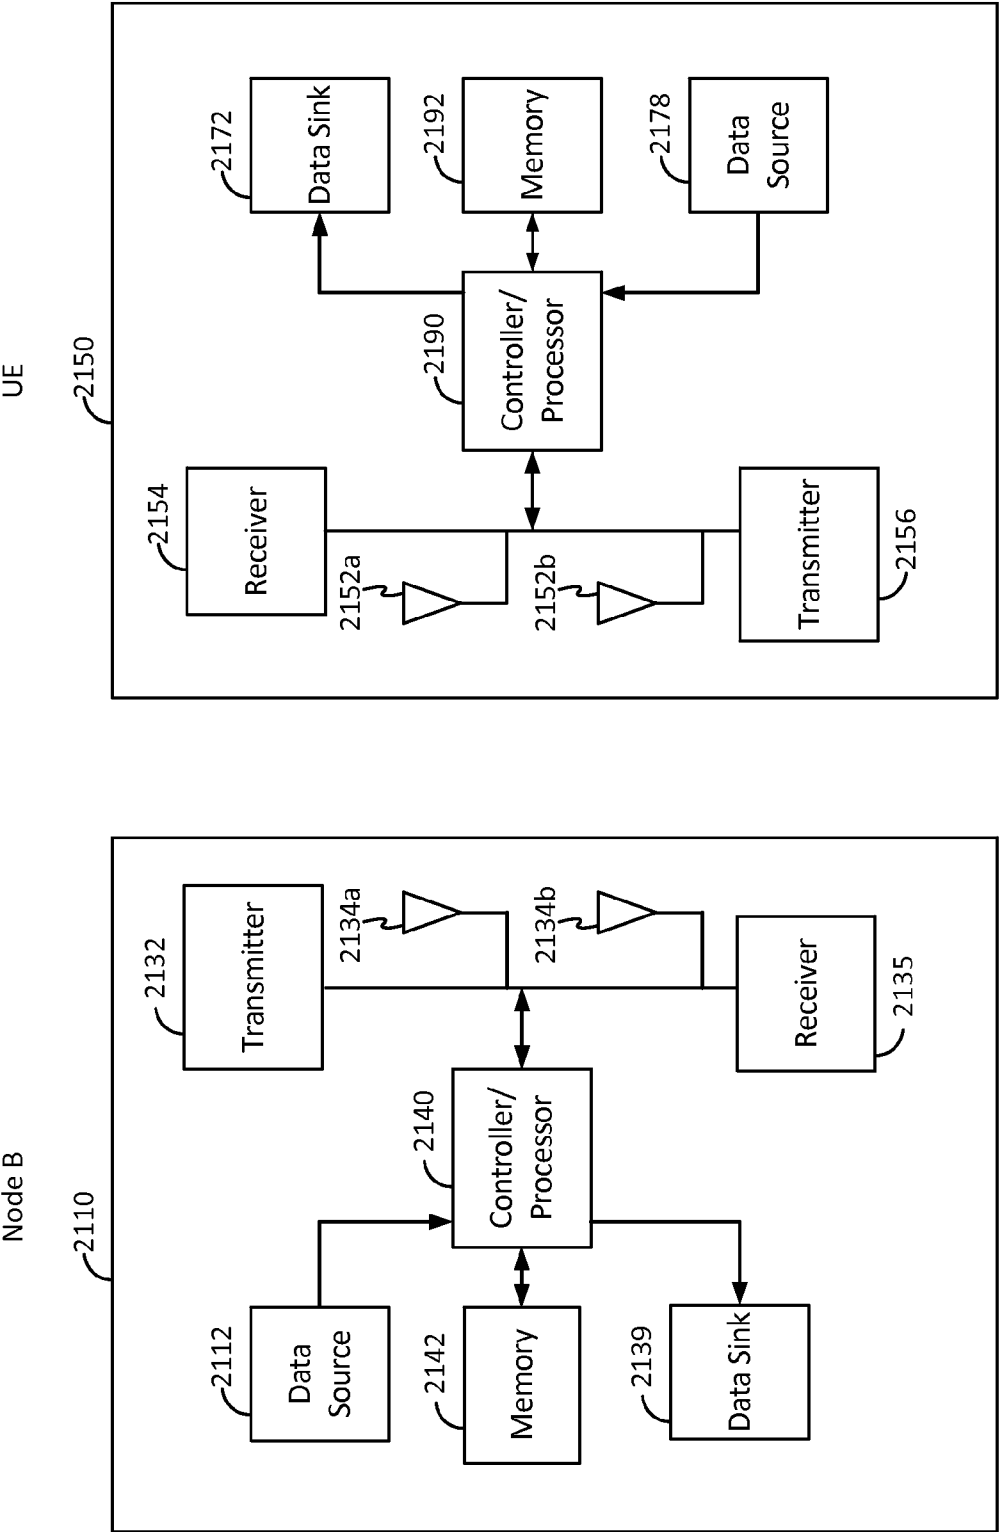 Node B
2110
2112
Data
Source
2142
Memory
2139
Data Sink
2140
Controller/
Processor
2132
Transmitter
2134a
2134b
Receiver
2135
UE
2150
2154
Receiver
2152a
2152b
Transmitter
2156
2190
Controller/
Processor
2172
Data Sink
2192
Memory
2178
Data
Source